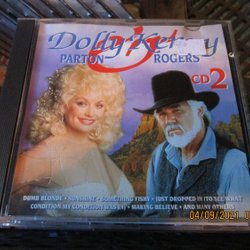 Dolly Kenny
PARTON ROGERS
CD 2
DUMB BLONDE • SUNSHINE • SOMETHING FISHY • JUST DROPPED IN (TO SEE WHAT
CONDITION MY CONDITION WAS IN) • MAKING BELIEVE • AND MANY OTHERS
04/09/2021